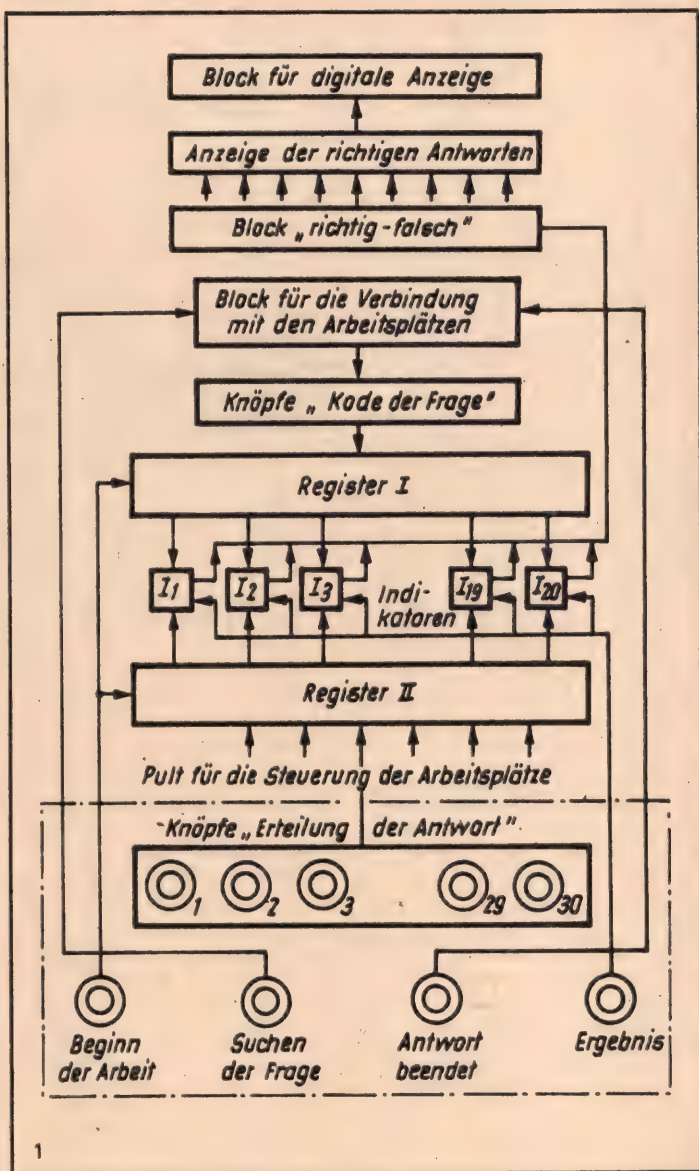 Block für digitale Anzeige
Anzeige der richtigen Antworten
Block „richtig-falsch"
Block für die Verbindung
mit den Arbeitsplätzen
Knöpfe „Kode der Frage"
Register I
I1 I2 I3 Indi- I19 I20
katoren
Register II
Pult für die Steuerung der Arbeitsplätze
Knöpfe „Erteilung der Antwort"
1 2 3 29 30
Beginn
der Arbeit
Suchen
der Frage
Antwort
beendet
Ergebnis
1